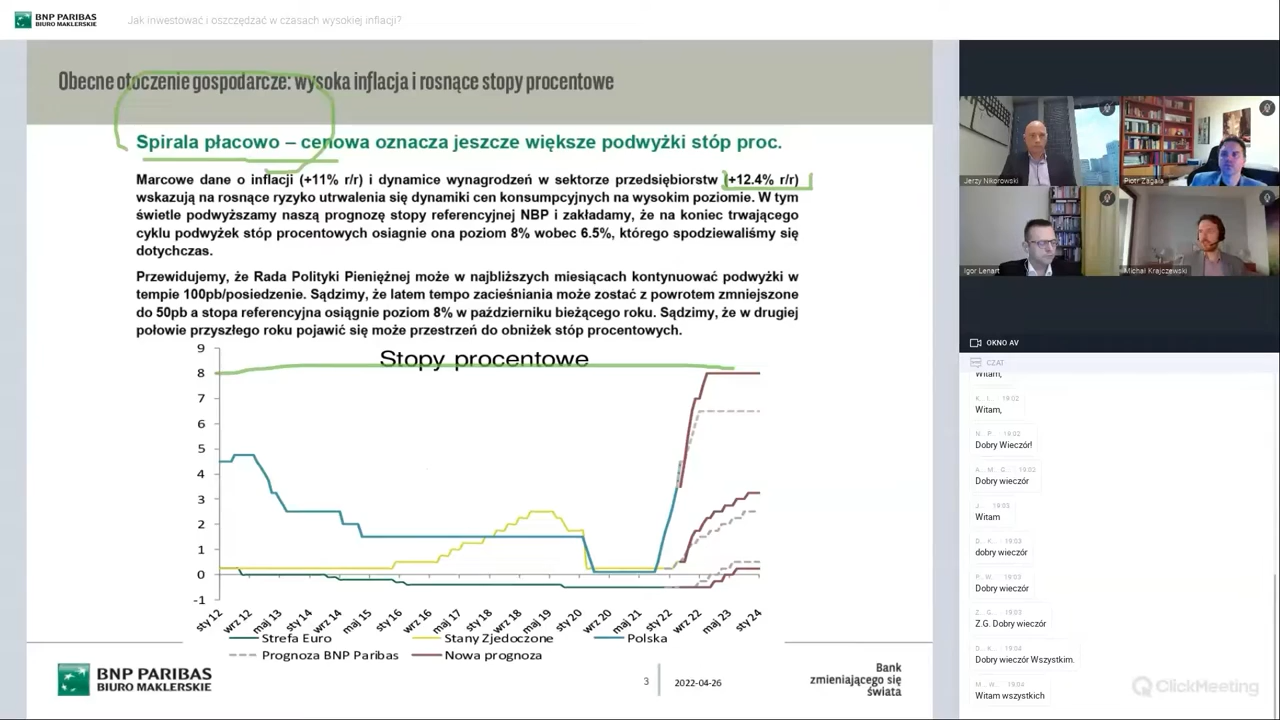 BNP PARIBAS
BIURO MAKLERSKIE
Jak inwestować i oszczędzać w czasach wysokiej inflacji?
Obecne otoczenie gospodarcze: wysoka inflacja i rosnące stopy procentowe
Spirala płacowo – cenowa oznacza jeszcze większe podwyżki stóp proc.
Marcowe dane o inflacji (+11% r/r) i dynamice wynagrodzeń w sektorze przedsiębiorstw (+12.4% r/r)
wskazują na rosnące ryzyko utrwalania się dynamiki cen konsumpcyjnych na wysokim poziomie. W tym
świetle podwyższamy naszą prognozę stopy referencyjnej NBP i zakładamy, że na koniec trwającego
cyklu podwyżek stóp procentowych osiągnie ona poziom 8% wobec 6.5%, którego spodziewaliśmy się
dotychczas.
Przewidujemy, że Rada Polityki Pieniężnej może w najbliższych miesiącach kontynuować podwyżki w
tempie 100pb/posiedzenie. Sądzimy, że latem tempo zacieśniania może zostać z powrotem zmniejszone
do 50pb a stopa referencyjna osiągnie poziom 8% w październiku bieżącego roku. Sądzimy, że w drugiej
połowie przyszłego roku pojawić się może przestrzeń do obniżek stóp procentowych.
Stopy procentowe
9
8
7
6
5
4
3
2
1
0
-1
sty 12
wrz 12
maj 13
sty 14
wrz 14
maj 15
sty 16
wrz 16
maj 17
sty 18
wrz 18
maj 19
sty 20
wrz 20
maj 21
sty 22
wrz 22
maj 23
sty 24
Strefa Euro
Stany Zjedoczone
Polska
Prognoza BNP Paribas
Nowa prognoza
BNP PARIBAS
BIURO MAKLERSKIE
3
2022-04-26
Bank
zmieniającego się
świata
Jerzy Nikorowski
Piotr Zagała
Igor Lenart
Michał Krajczewski
OKNO AV
CZAT
Witam,
K.. I... 19:02
Witam,
N.. P.. 19:02
Dobry Wieczór!
A... M.. G... 19:02
Dobry wieczór
J... 19:03
Witam
D.. K... 19:03
dobry wieczór
P.. W... 19:03
Dobry wieczór
Z.. G... 19:03
Z.G. Dobry wieczór
D.. K... 19:04
Dobry wieczór Wszystkim.
M... W... 19:04
Witam wszystkich
ClickMeeting